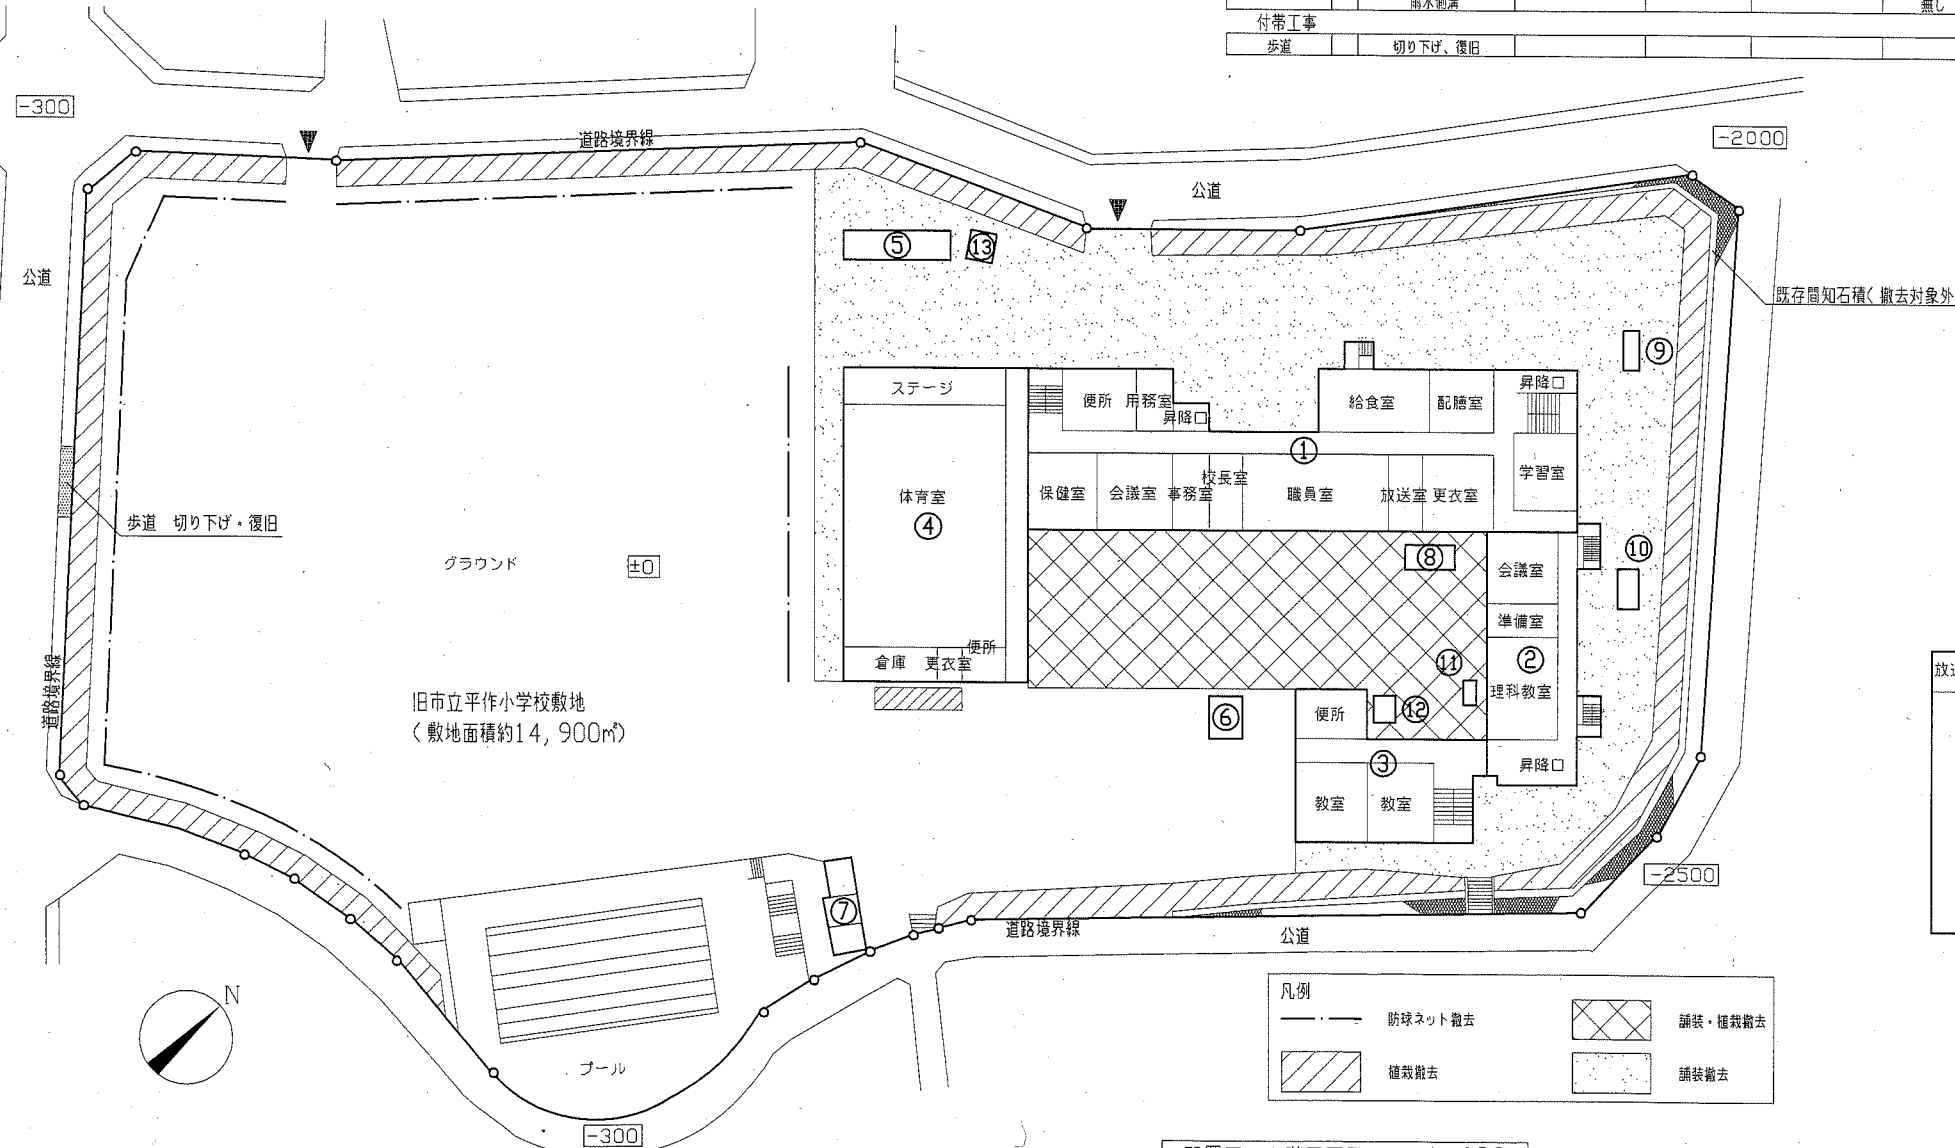 雨水側溝 無し
付帯工事
歩道 切り下げ、復旧
-300
道路境界線
-2000
公道
公道
⑤
⑬
既存間知石積(撤去対象外
⑨
ステージ
便所
用務室
昇降口
給食室
配膳室
昇降口
①
学習室
体育室
④
保健室
会議室
事務室
校長室
職員室
放送室
更衣室
歩道 切り下げ・復旧
グラウンド
±0
⑧
会議室
⑩
準備室
⑪
②
理科教室
倉庫
更衣室
便所
道路境界線
旧市立平作小学校敷地
(敷地面積約14,900㎡)
⑥
便所
⑫
③
昇降口
教室
教室
-2500
⑦
道路境界線
公道
N
プール
-300
凡例
防球ネット撤去
舗装・植栽撤去
植栽撤去
舗装撤去